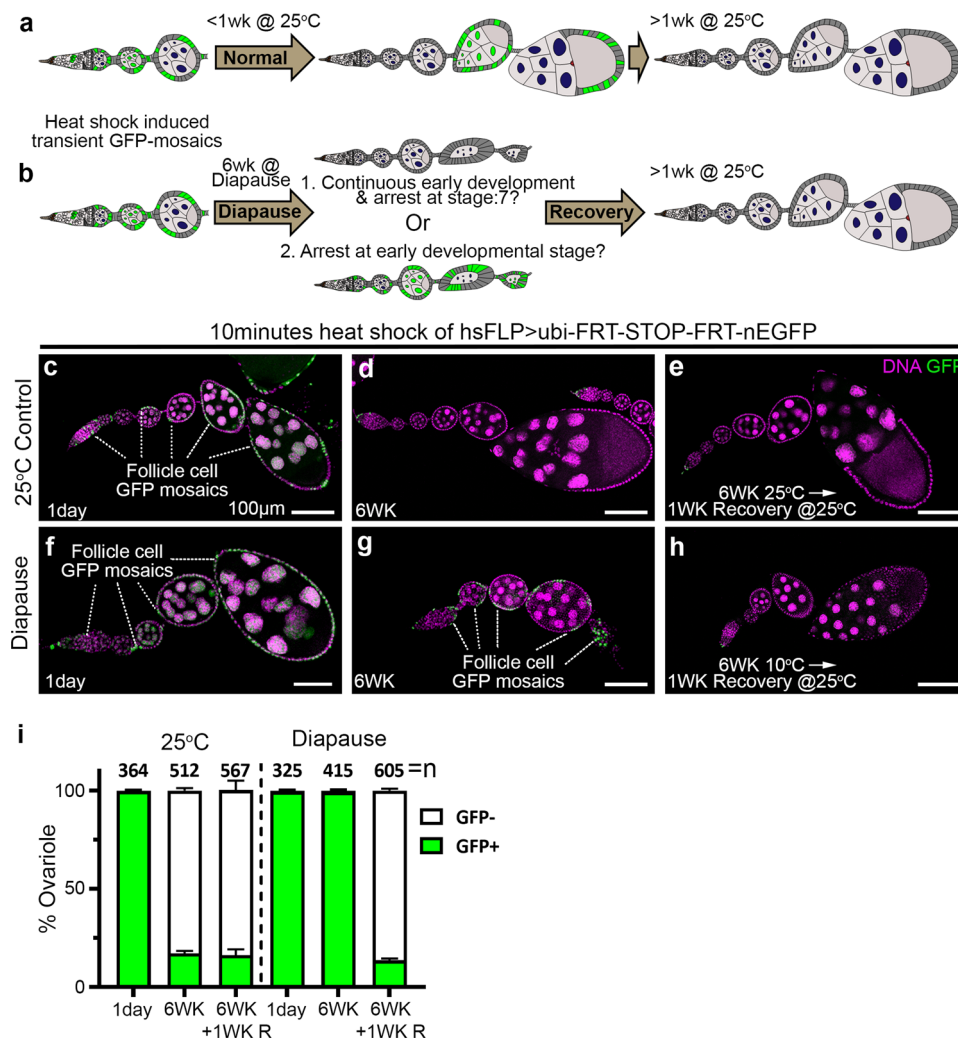 a
<1wk @ 25°C
Normal
>1wk @ 25°C
Heat shock induced
transient GFP-mosaics
b
6wk @
Diapause
Diapause
1. Continuous early development
& arrest at stage:7?
Or
2. Arrest at early developmental stage?
Recovery
>1wk @ 25°C
10minutes heat shock of hsFLP>ubi-FRT-STOP-FRT-nEGFP
25°C Control
c
Follicle cell
GFP mosaics
1day
100µm
d
6WK
e
DNA GFP
6WK 25°C →
1WK Recovery @25°C
Diapause
f
Follicle cell
GFP mosaics
1day
g
Follicle cell
GFP mosaics
6WK
h
6WK 10°C →
1WK Recovery @25°C
i
25°C Diapause
364 512 567 325 415 605 =n
% Ovariole
100
50
0
GFP-
GFP+
1day 6WK 6WK 1day 6WK 6WK
+1WK R +1WK R